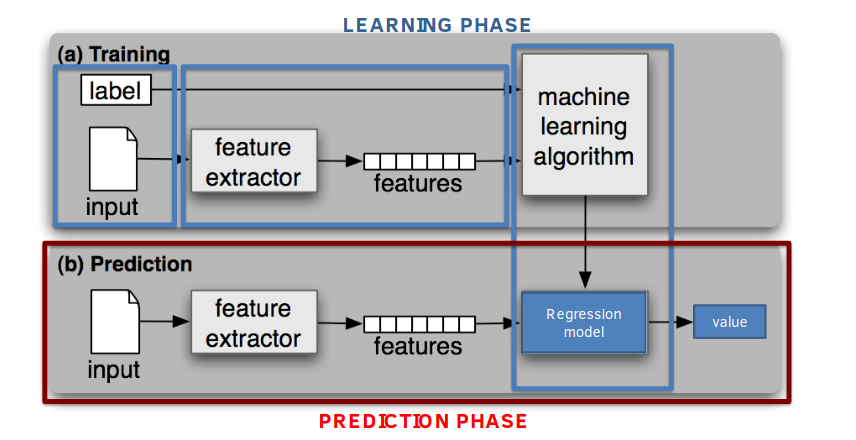 LEARNING PHASE
(a) Training
label
machine
learning
algorithm
feature
extractor
features
input
(b) Prediction
feature
extractor
features
input
Regression
model
value
PREDICTION PHASE